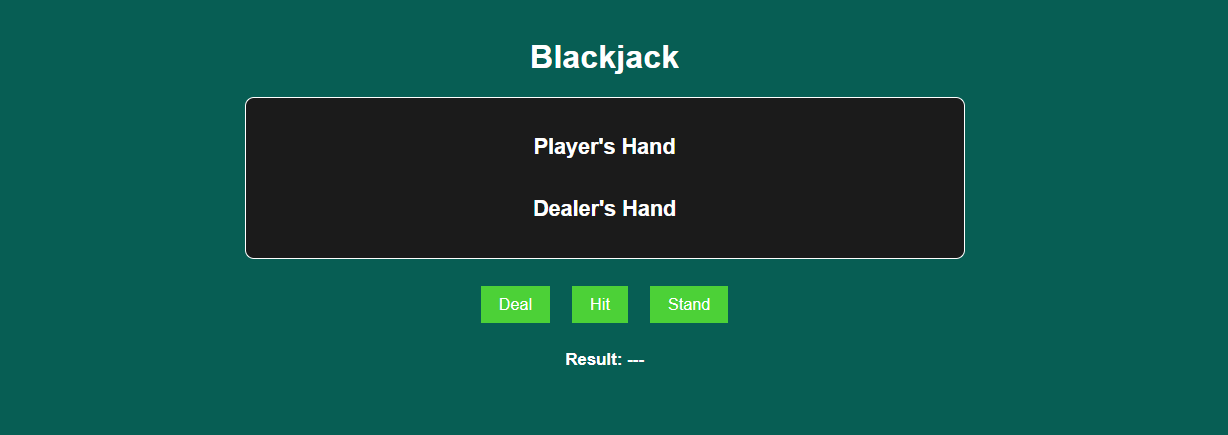 Blackjack
Player's Hand
Dealer's Hand
Deal Hit Stand
Result: ---